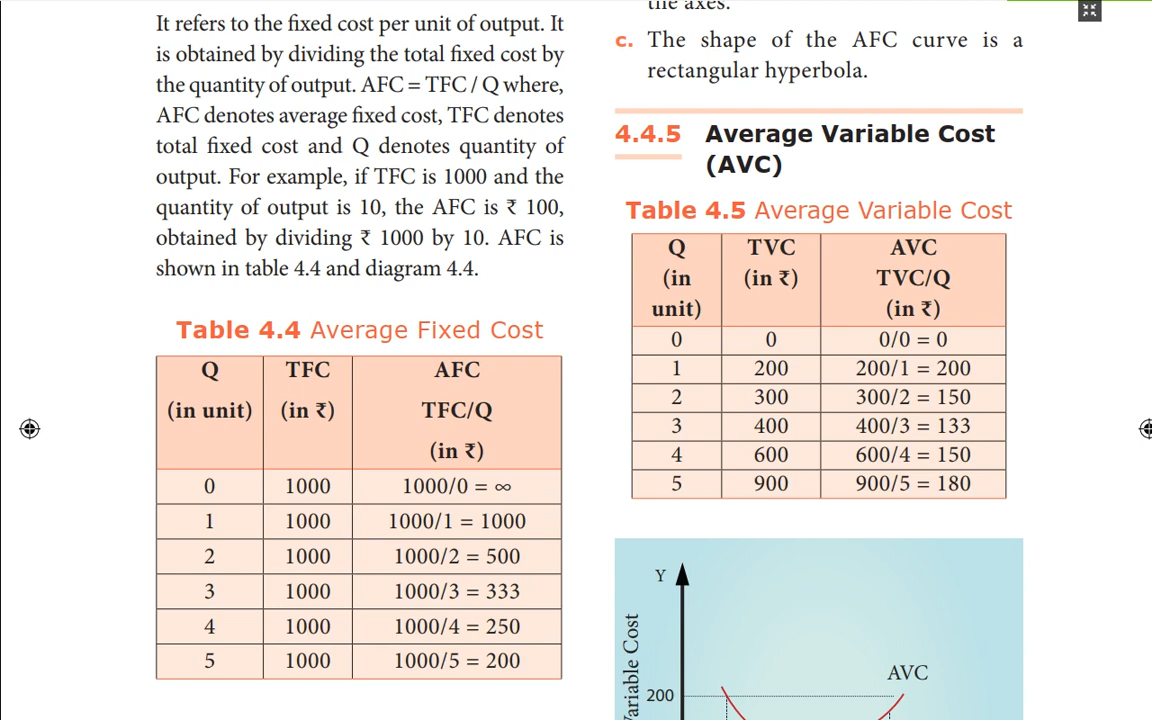 It refers to the fixed cost per unit of output. It
is obtained by dividing the total fixed cost by
the quantity of output. AFC = TFC / Q where,
AFC denotes average fixed cost, TFC denotes
total fixed cost and Q denotes quantity of
output. For example, if TFC is 1000 and the
quantity of output is 10, the AFC is ₹ 100,
obtained by dividing ₹ 1000 by 10. AFC is
shown in table 4.4 and diagram 4.4.
Table 4.4 Average Fixed Cost
Q TFC AFC
(in unit) (in ₹) TFC/Q
(in ₹)
0 1000 1000/0 = ∞
1 1000 1000/1 = 1000
2 1000 1000/2 = 500
3 1000 1000/3 = 333
4 1000 1000/4 = 250
5 1000 1000/5 = 200
the axes.
c. The shape of the AFC curve is a
rectangular hyperbola.
4.4.5 Average Variable Cost
(AVC)
Table 4.5 Average Variable Cost
Q TVC AVC
(in (in ₹) TVC/Q
unit) (in ₹)
0 0 0/0 = 0
1 200 200/1 = 200
2 300 300/2 = 150
3 400 400/3 = 133
4 600 600/4 = 150
5 900 900/5 = 180
Y
Variable Cost
AVC
200